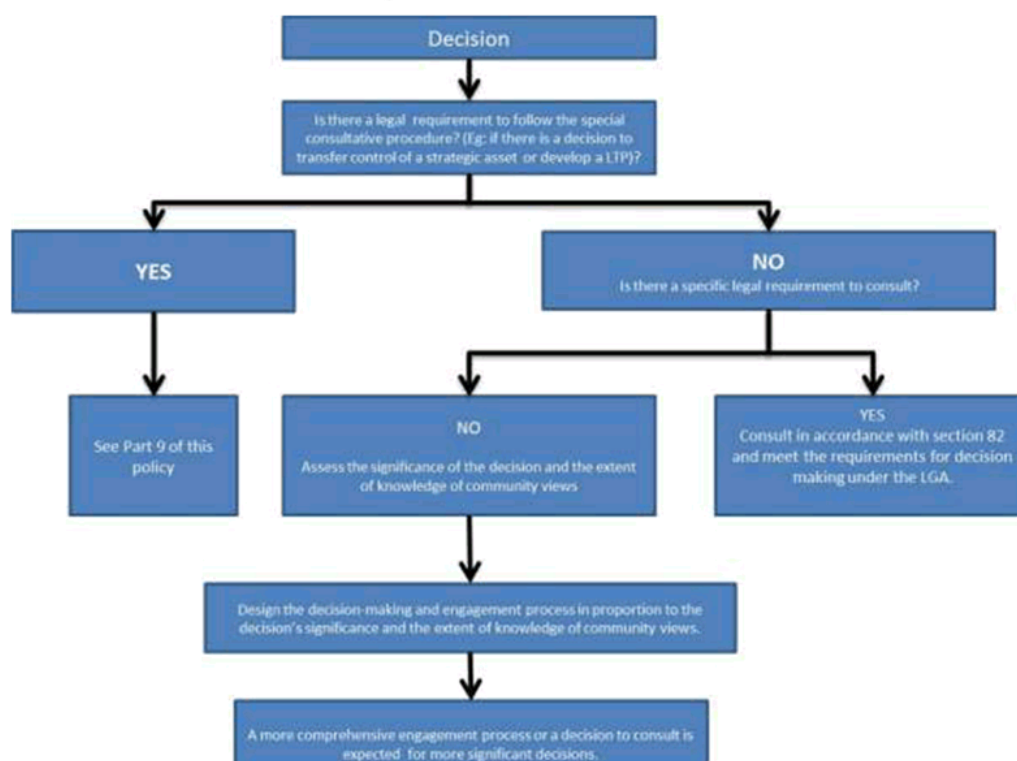 Decision
Is there a legal requirement to follow the special
consultative procedure? (Eg: if there is a decision to
transfer control of a strategic asset or develop a LTP)?
YES
NO
Is there a specific legal requirement to consult?
See Part 9 of this
policy
NO
Assess the significance of the decision and the extent
of knowledge of community views
YES
Consult in accordance with section 82
and meet the requirements for decision
making under the LGA.
Design the decision-making and engagement process in proportion to the
decision's significance and the extent of knowledge of community views.
A more comprehensive engagement process or a decision to consult is
expected for more significant decisions.